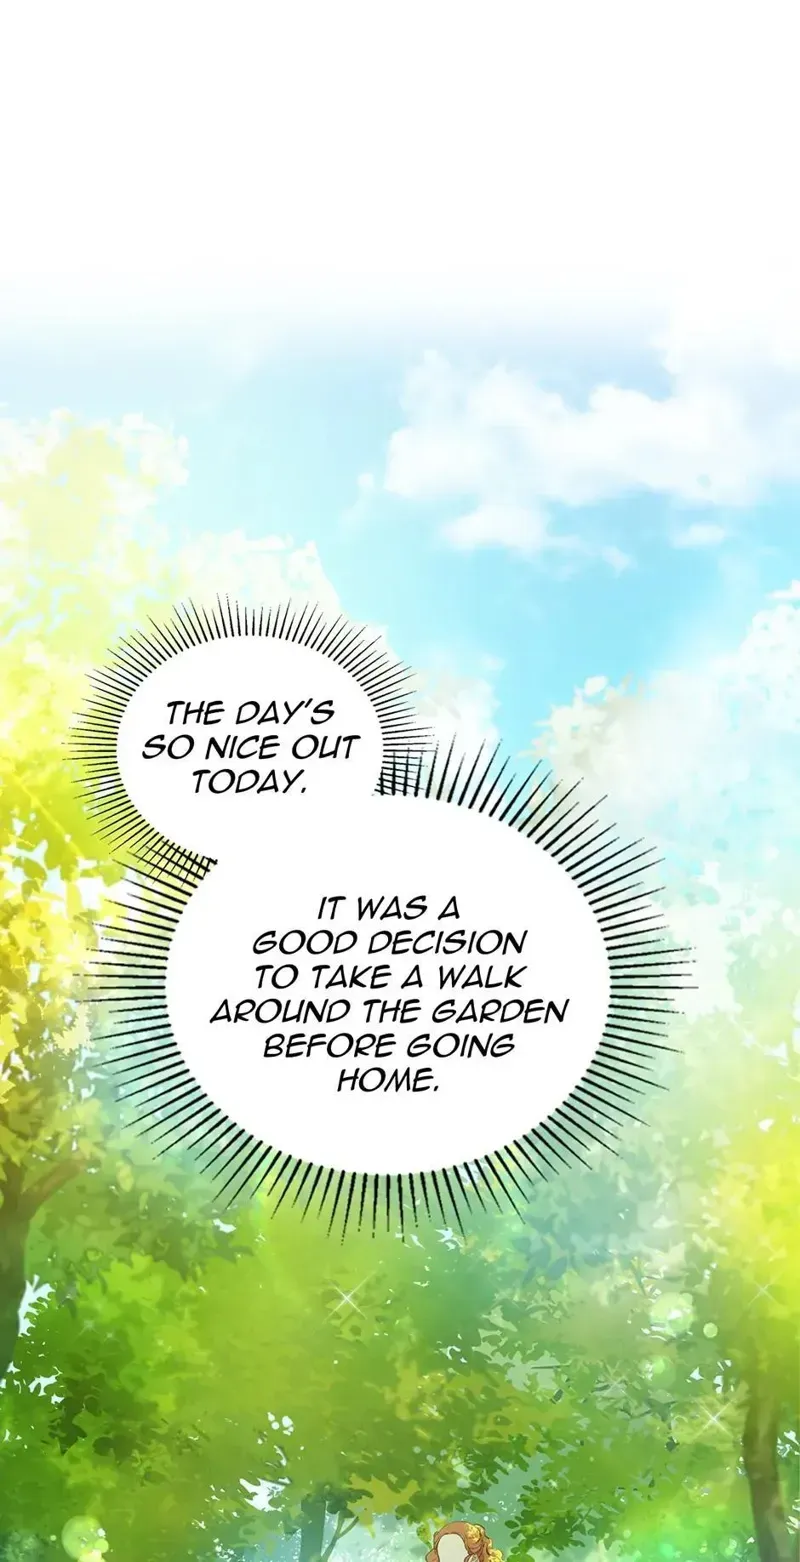 THE DAY'S
SO NICE OUT
TODAY.
IT WAS A
GOOD DECISION
TO TAKE A WALK
AROUND THE GARDEN
BEFORE GOING
HOME.